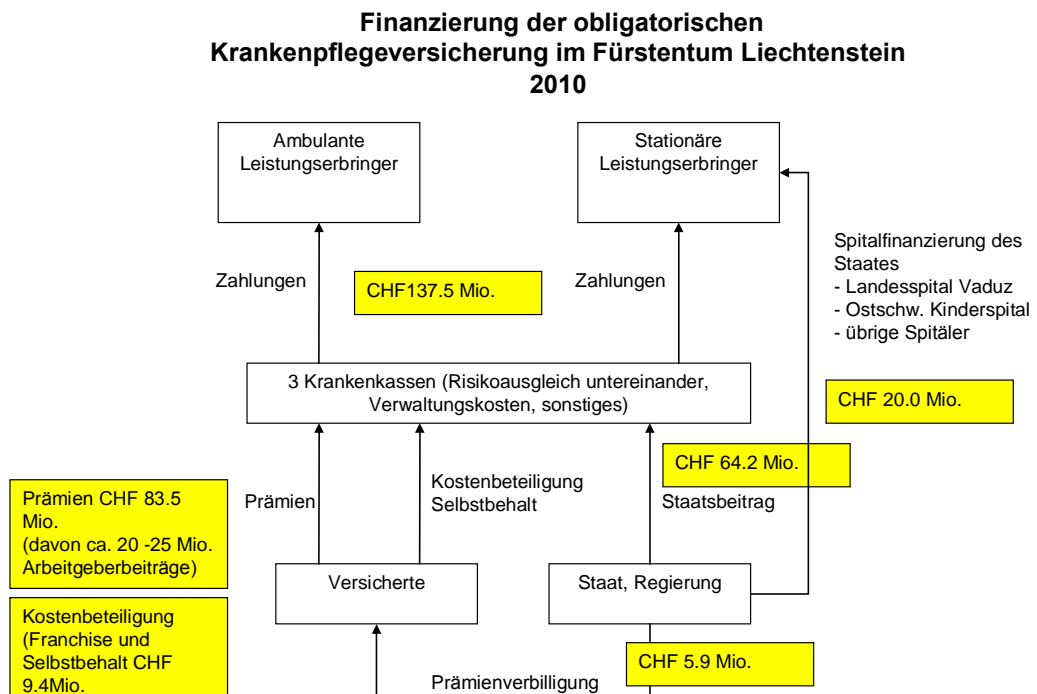 Finanzierung der obligatorischen
Krankenpflegeversicherung im Fürstentum Liechtenstein
2010
Ambulante
Leistungserbringer
Stationäre
Leistungserbringer
Spitalfinanzierung des
Staates
- Landesspital Vaduz
- Ostschw. Kinderspital
- übrige Spitäler
Zahlungen
CHF137.5 Mio.
Zahlungen
3 Krankenkassen (Risikoausgleich untereinander,
Verwaltungskosten, sonstiges)
CHF 20.0 Mio.
CHF 64.2 Mio.
Prämien CHF 83.5
Mio.
(davon ca. 20 -25 Mio.
Arbeitgeberbeiträge)
Prämien
Kostenbeteiligung
Selbstbehalt
Staatsbeitrag
Versicherte
Staat, Regierung
Kostenbeteiligung
(Franchise und
Selbstbehalt CHF
9.4Mio.
CHF 5.9 Mio.
Prämienverbilligung